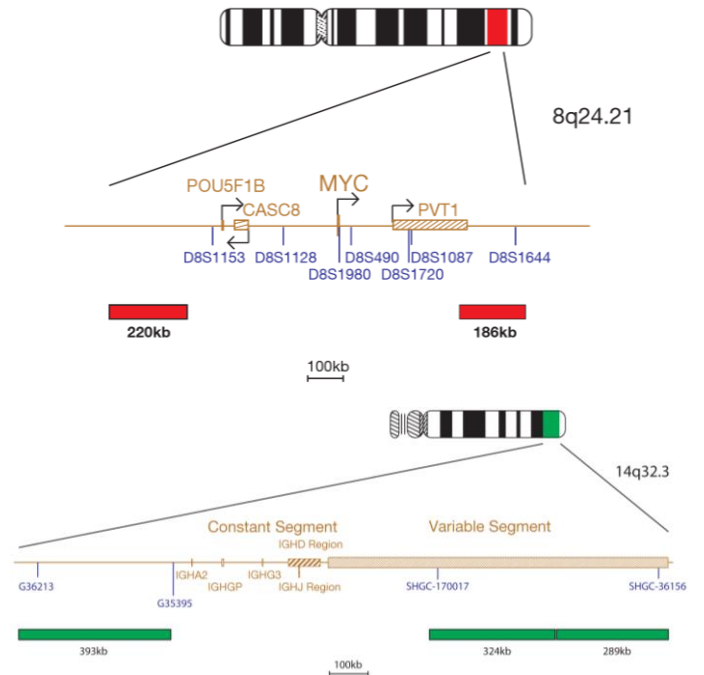 8q24.21
MYC
POU5F1B
CASC8
PVT1
D8S1153 D8S1128 D8S490 D8S1087 D8S1644
D8S1980 D8S1720
220kb 186kb
100kb
14q32.3
Constant Segment Variable Segment
IGHD Region
IGHA2 IGHG3
G36213 IGHGP IGHJ Region SHGC-170017 SHGC-36156
G35395
393kb 324kb 289kb
100kb